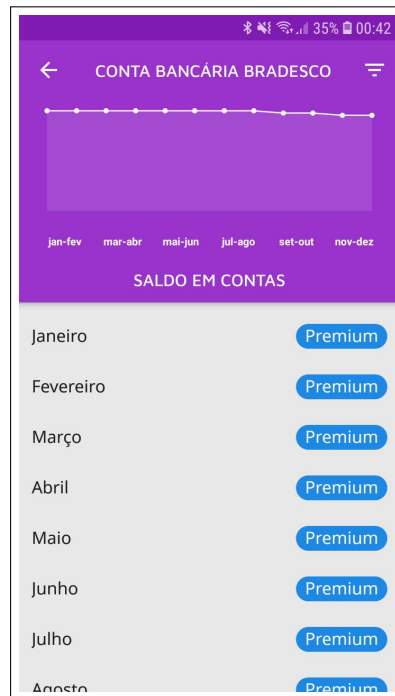 35% 00:42
CONTA BANCÁRIA BRADESCO
jan-fev mar-abr mai-jun jul-ago set-out nov-dez
SALDO EM CONTAS
Janeiro Premium
Fevereiro Premium
Março Premium
Abril Premium
Maio Premium
Junho Premium
Julho Premium
Agosto Premium